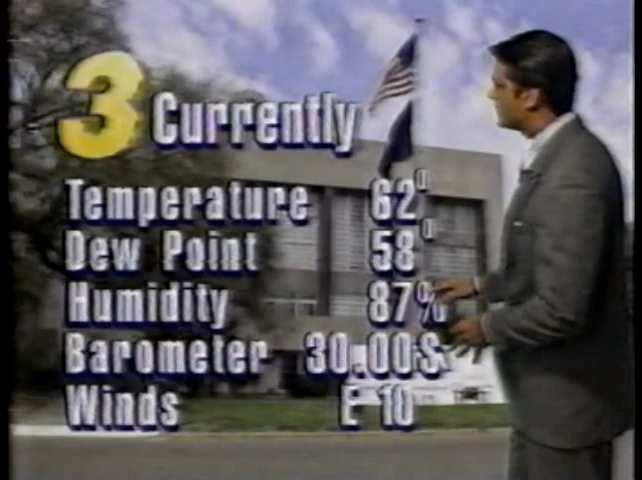 3 Currently
Temperature 62°
Dew Point 58°
Humidity 87%
Barometer 30.00S
Winds E 10